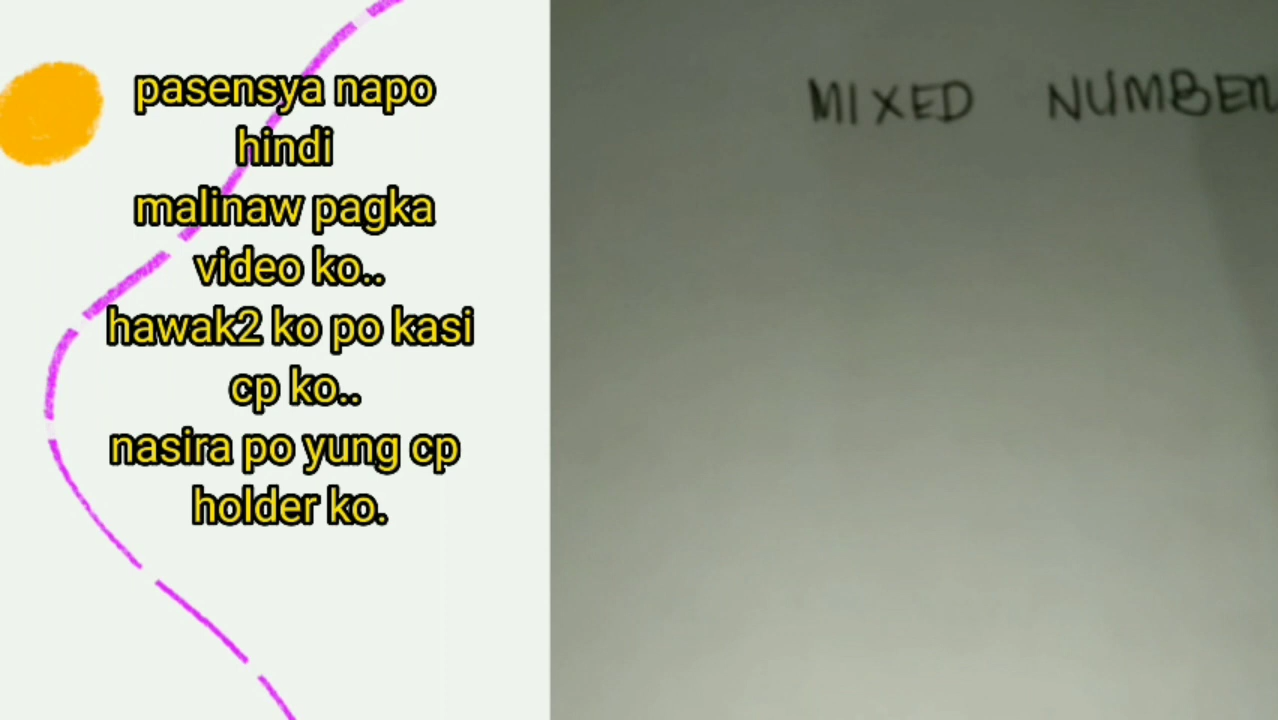 pasensya napo
hindi
malinaw pagka
video ko..
hawak2 ko po kasi
cp ko..
nasira po yung cp
holder ko.
MIXED NUMBER